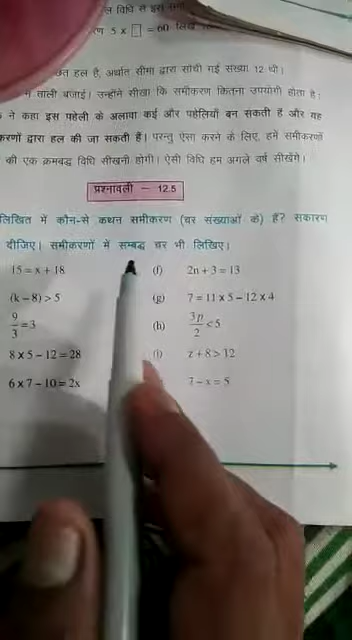 ल विधि से इस
5 x □ = 60
हल है, अर्थात सीमा द्वारा सोची गई संख्या 12 थी।
ने ताली बजाई। उन्होंने सीखा कि समीकरण कितना उपयोगी होता है।
ने कहा इस पहेली के अलावा कई और पहेलियाँ बन सकती हैं और यह
करणों द्वारा हल की जा सकती हैं। परन्तु ऐसा करने के लिए, हमें समीकरणों
की एक क्रमबद्ध विधि सीखनी होगी। ऐसी विधि हम अगले वर्ष सीखेंगे।
प्रश्नावली – 12.5
लिखित में कौन-से कथन समीकरण (चर संख्याओं के) हैं? सकारण
दीजिए। समीकरणों में सम्बद्ध चर भी लिखिए।
15 = x + 18 (f) 2n + 3 = 13
(k – 8) > 5 (g) 7 = 11 x 5 – 12 x 4
9/3 = 3 (h) 3p/2 < 5
8 x 5 – 12 = 28 (i) z + 8 > 12
6 x 7 – 10 = 2x 7 – x = 5